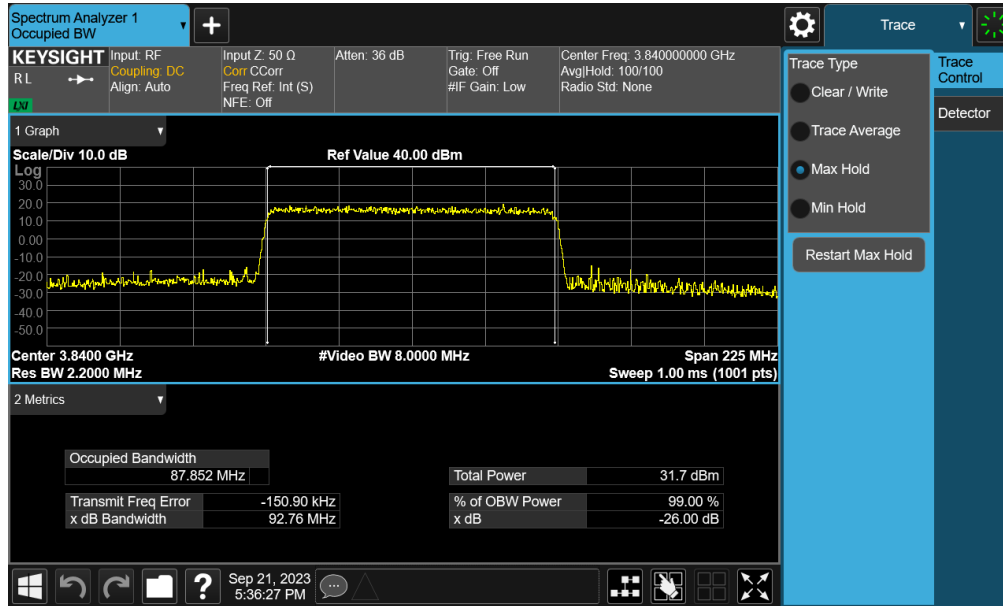 Spectrum Analyzer 1
Occupied BW
+
Trace
KEYSIGHT
R L
LXI
Input: RF
Coupling: DC
Align: Auto
Input Z: 50 Ω
Corr CCorr
Freq Ref: Int (S)
NFE: Off
Atten: 36 dB
Trig: Free Run
Gate: Off
#IF Gain: Low
Center Freq: 3.840000000 GHz
Avg|Hold: 100/100
Radio Std: None
Trace Type
Clear / Write
Trace Average
Max Hold
Min Hold
Restart Max Hold
Trace
Control
Detector
1 Graph
Scale/Div 10.0 dB
Ref Value 40.00 dBm
Log
30.0
20.0
10.0
0.00
-10.0
-20.0
-30.0
-40.0
-50.0
Center 3.8400 GHz
#Video BW 8.0000 MHz
Span 225 MHz
Res BW 2.2000 MHz
Sweep 1.00 ms (1001 pts)
2 Metrics
Occupied Bandwidth
87.852 MHz
Total Power 31.7 dBm
Transmit Freq Error -150.90 kHz
% of OBW Power 99.00 %
x dB Bandwidth 92.76 MHz
x dB -26.00 dB
?
Sep 21, 2023
5:36:27 PM